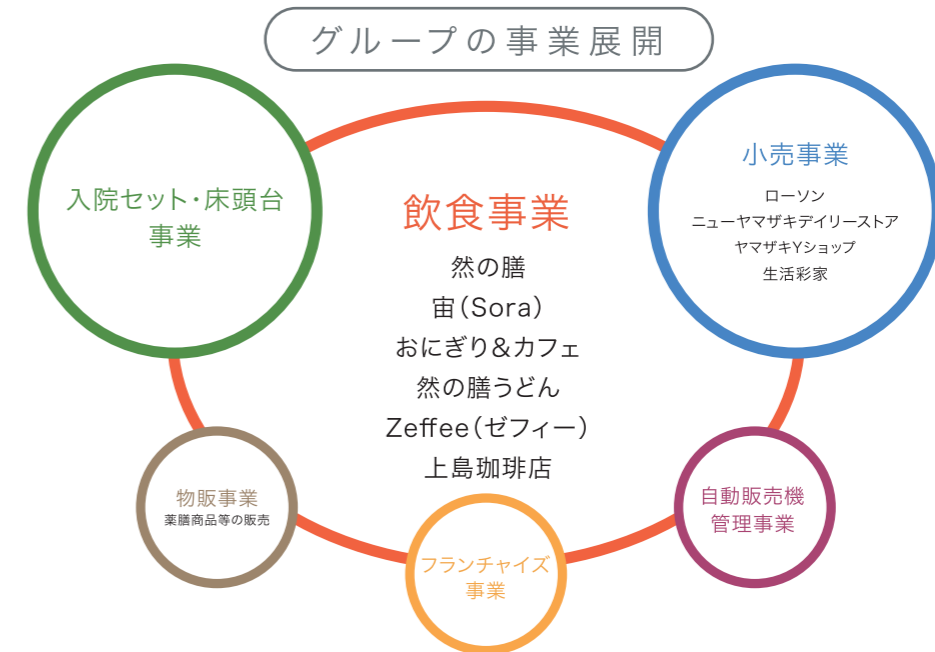 グループの事業展開
入院セット・床頭台
事業
飲食事業
然の膳
宙(Sora)
おにぎり&カフェ
然の膳うどん
Zeffee(ゼフィー)
上島珈琲店
小売事業
ローソン
ニューヤマザキデイリーストア
ヤマザキYショップ
生活彩家
物販事業
薬膳商品等の販売
フランチャイズ
事業
自動販売機
管理事業